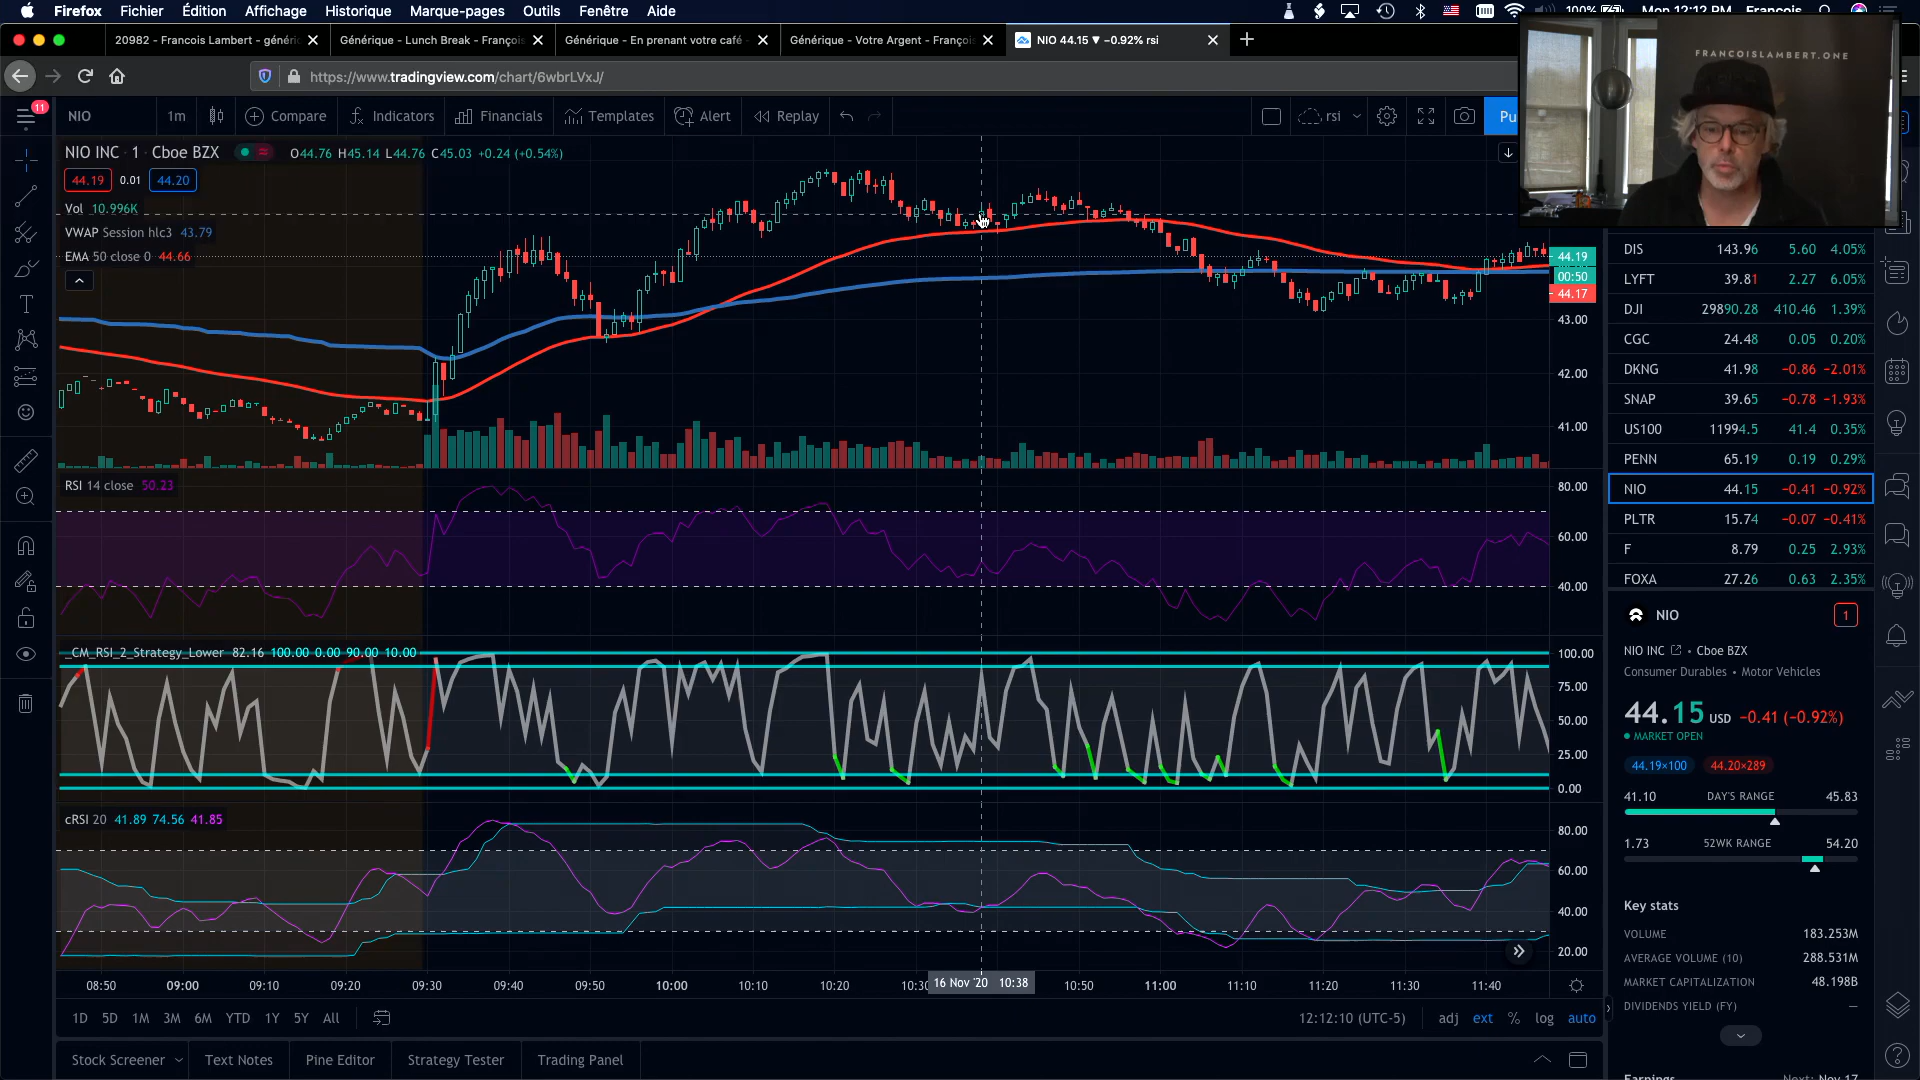 Firefox Fichier Édition Affichage Historique Marque-pages Outils Fenêtre Aide
100% Mon 12:12 PM François
20982 - Francois Lambert - généri
Générique - Lunch Break - François
Générique - En prenant votre café -
Générique - Votre Argent - François
NIO 44.15 ▼ −0.92% rsi
https://www.tradingview.com/chart/6wbrLVxJ/
FRANCOISLAMBERT.ONE
11
NIO 1m Compare Indicators Financials Templates Alert Replay rsi Pu
NIO INC · 1 · Cboe BZX O44.76 H45.14 L44.76 C45.03 +0.24 (+0.54%)
44.19 0.01 44.20
Vol 10.996K
VWAP Session hlc3 43.79
EMA 50 close 0 44.66
44.19
00:50
44.17
43.00
42.00
41.00
RSI 14 close 50.23
80.00
60.00
40.00
_CM_RSI_2_Strategy_Lower 82.16 100.00 0.00 90.00 10.00
100.00
75.00
50.00
25.00
0.00
cRSI 20 41.89 74.56 41.85
80.00
60.00
40.00
20.00
08:50 09:00 09:10 09:20 09:30 09:40 09:50 10:00 10:10 10:20 10:30 16 Nov '20 10:38 10:50 11:00 11:10 11:20 11:30 11:40
1D 5D 1M 3M 6M YTD 1Y 5Y All 12:12:10 (UTC-5) adj ext % log auto
Stock Screener Text Notes Pine Editor Strategy Tester Trading Panel
DIS 143.96 5.60 4.05%
LYFT 39.81 2.27 6.05%
DJI 29890.28 410.46 1.39%
CGC 24.48 0.05 0.20%
DKNG 41.98 −0.86 −2.01%
SNAP 39.65 −0.78 −1.93%
US100 11994.5 41.4 0.35%
PENN 65.19 0.19 0.29%
NIO 44.15 −0.41 −0.92%
PLTR 15.74 −0.07 −0.41%
F 8.79 0.25 2.93%
FOXA 27.26 0.63 2.35%
NIO 1
NIO INC • Cboe BZX
Consumer Durables • Motor Vehicles
44.15 USD −0.41 (−0.92%)
MARKET OPEN
44.19×100 44.20×289
41.10 DAY'S RANGE 45.83
1.73 52WK RANGE 54.20
Key stats
VOLUME 183.253M
AVERAGE VOLUME (10) 288.531M
MARKET CAPITALIZATION 48.198B
DIVIDENDS YIELD (FY) —
Earnings Next: Nov 17